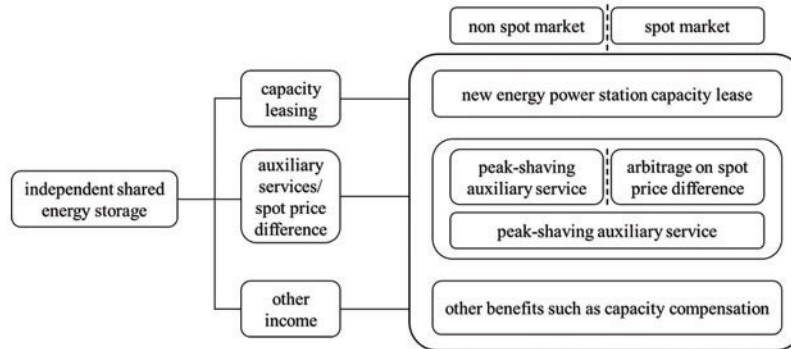 non spot market
spot market
capacity
leasing
new energy power station capacity lease
independent shared
energy storage
auxiliary
services/
spot price
difference
peak-shaving
auxiliary service
arbitrage on spot
price difference
peak-shaving auxiliary service
other
income
other benefits such as capacity compensation